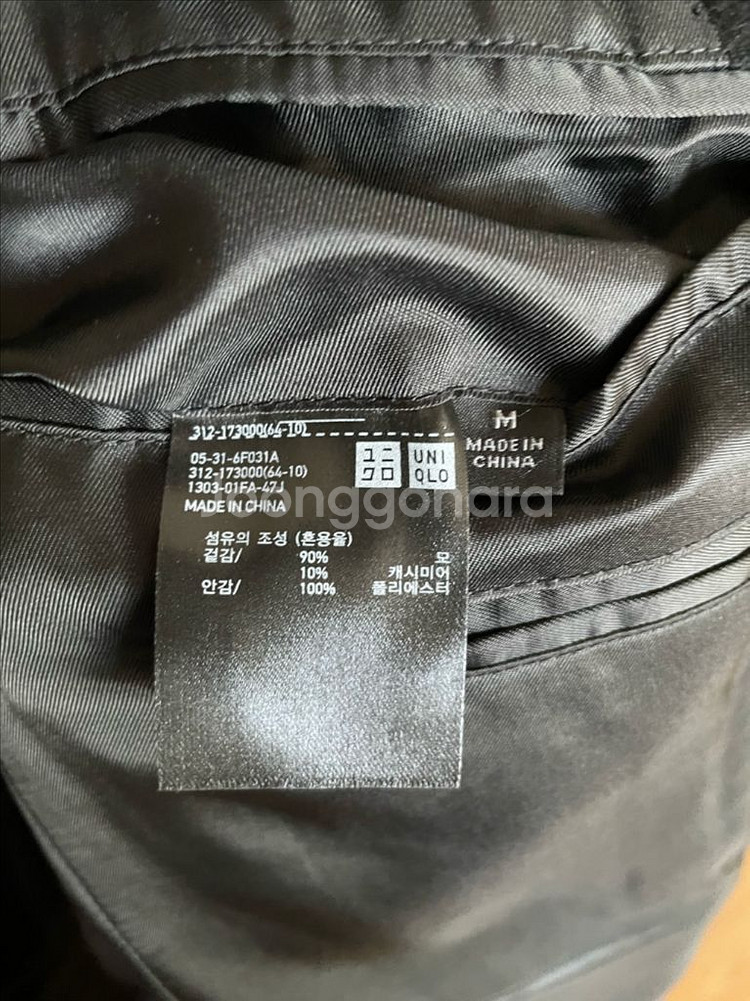 312-173000(64-10)
05-31-6F031A
312-173000(64-10)
1303-01FA-47J
MADE IN CHINA
ユニ
クロ
UNI
QLO
M
MADE IN
CHINA
Joonggonara
섬유의 조성 (혼용율)
겉감/ 90% 모
10% 캐시미어
안감/ 100% 폴리에스터